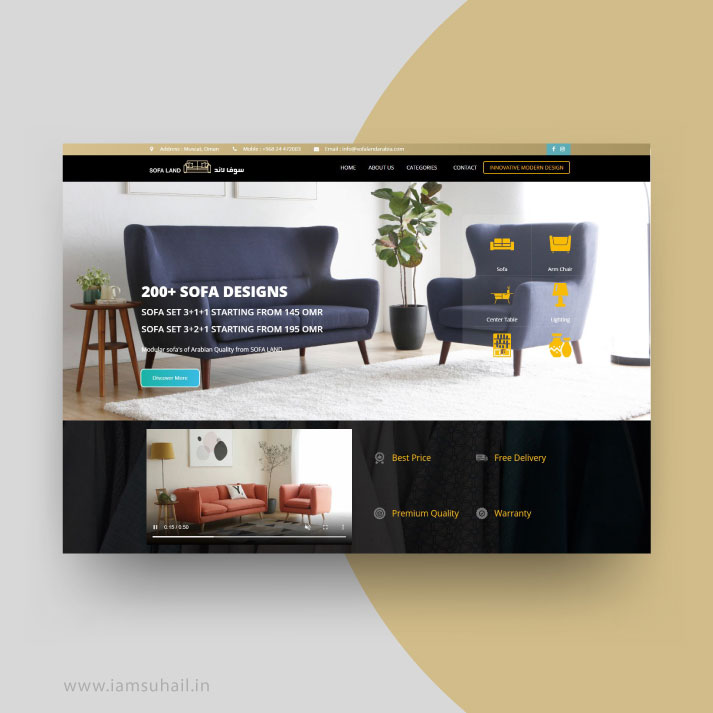 Address : Muscat, Oman Mobile : +968 24 472003 Email : info@sofalandarabia.com
SOFA LAND سوفا لاند HOME ABOUT US CATEGORIES CONTACT INNOVATIVE MODERN DESIGN
200+ SOFA DESIGNS
SOFA SET 3+1+1 STARTING FROM 145 OMR
SOFA SET 3+2+1 STARTING FROM 195 OMR
Modular sofa's of Arabian Quality from SOFA LAND
Discover More
Sofa Arm Chair
Center Table Lighting
0:15 / 0:50
Best Price Free Delivery
Premium Quality Warranty
www.iamsuhail.in